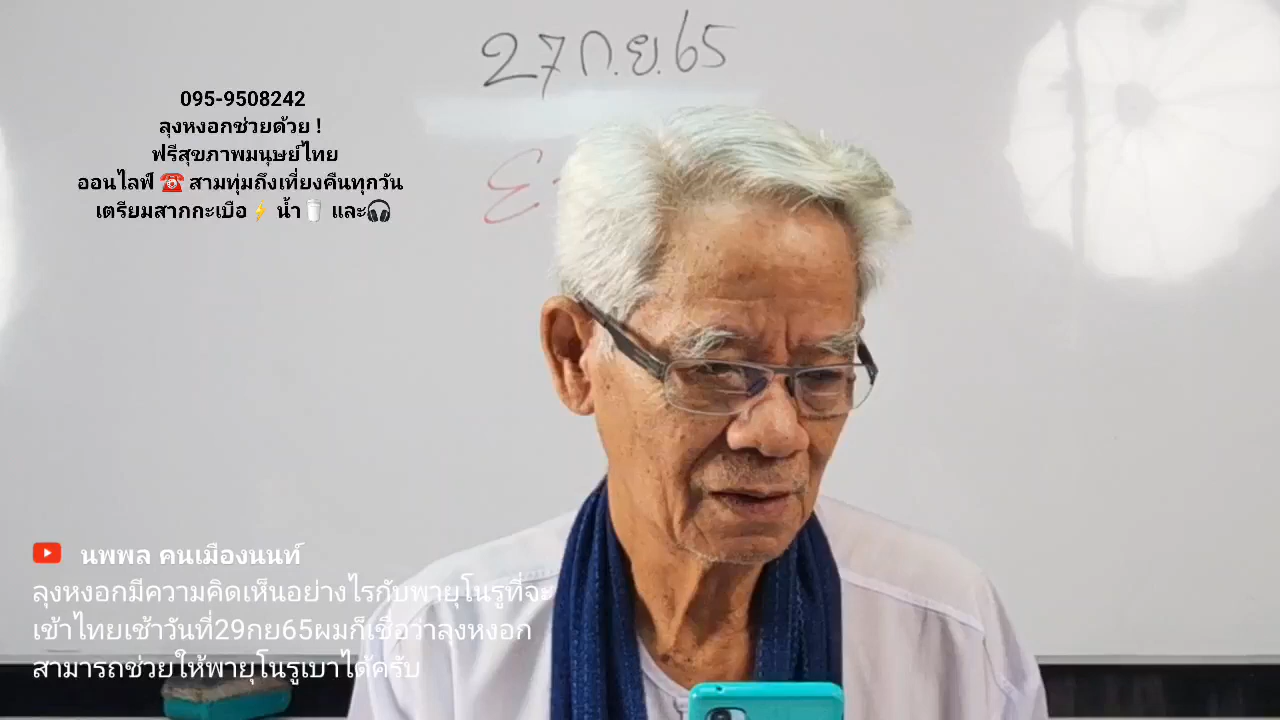 27 ก.ย. 65
095-9508242
ลุงหงอกช่วยด้วย !
ฟรีสุขภาพมนุษย์ไทย
ออนไลฟ์ ☎️ สามทุ่มถึงเที่ยงคืนทุกวัน
เตรียมสากกะเบือ⚡ น้ำ🥛 และ🎧
นพพล คนเมืองนนท์
ลุงหงอกมีความคิดเห็นอย่างไรกับพายุโนรูที่จะ
เข้าไทยเช้าวันที่29กย65ผมก็เชื่อว่าลุงหงอก
สามารถช่วยให้พายุโนรูเบาได้ครับ